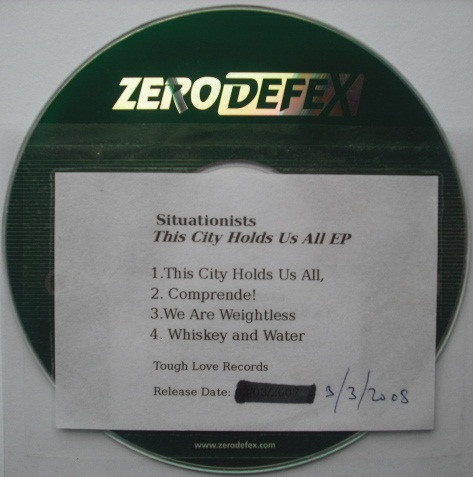 ZERODEFEX
Situationists
This City Holds Us All EP
1.This City Holds Us All,
2. Comprende!
3.We Are Weightless
4. Whiskey and Water
Tough Love Records
Release Date: 3/3/2008
www.zerodefex.com